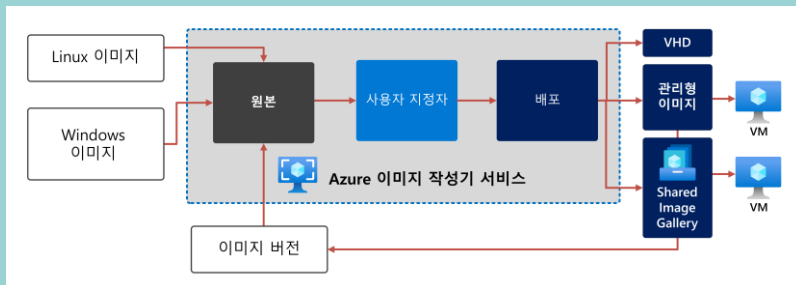 Linux 이미지
Windows
이미지
원본
사용자 지정자
배포
VHD
관리형
이미지
VM
Shared
Image
Gallery
VM
Azure 이미지 작성기 서비스
이미지 버전